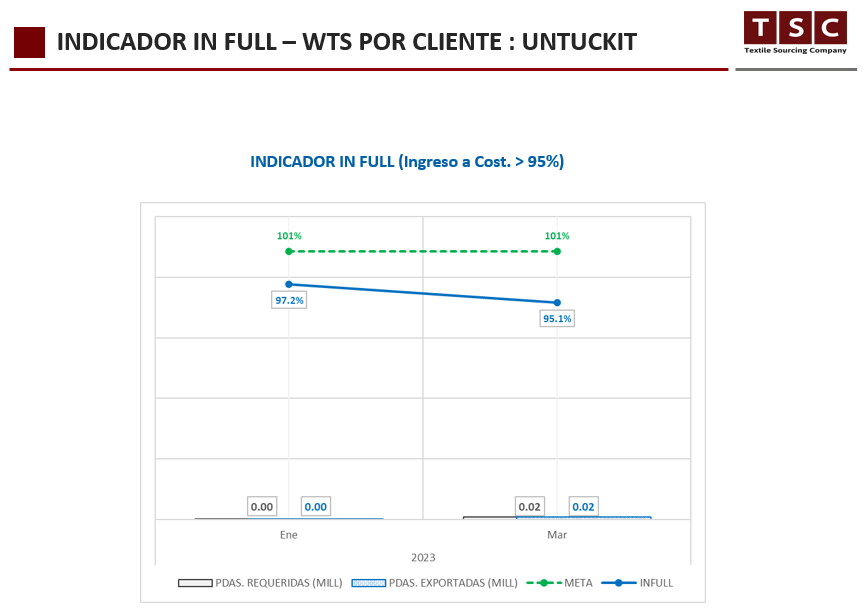 INDICADOR IN FULL – WTS POR CLIENTE : UNTUCKIT
TSC
Textile Sourcing Company
INDICADOR IN FULL (Ingreso a Cost. > 95%)
101% 101%
97.2%
95.1%
0.00 0.00 0.02 0.02
Ene Mar
2023
PDAS. REQUERIDAS (MILL) PDAS. EXPORTADAS (MILL) META INFULL